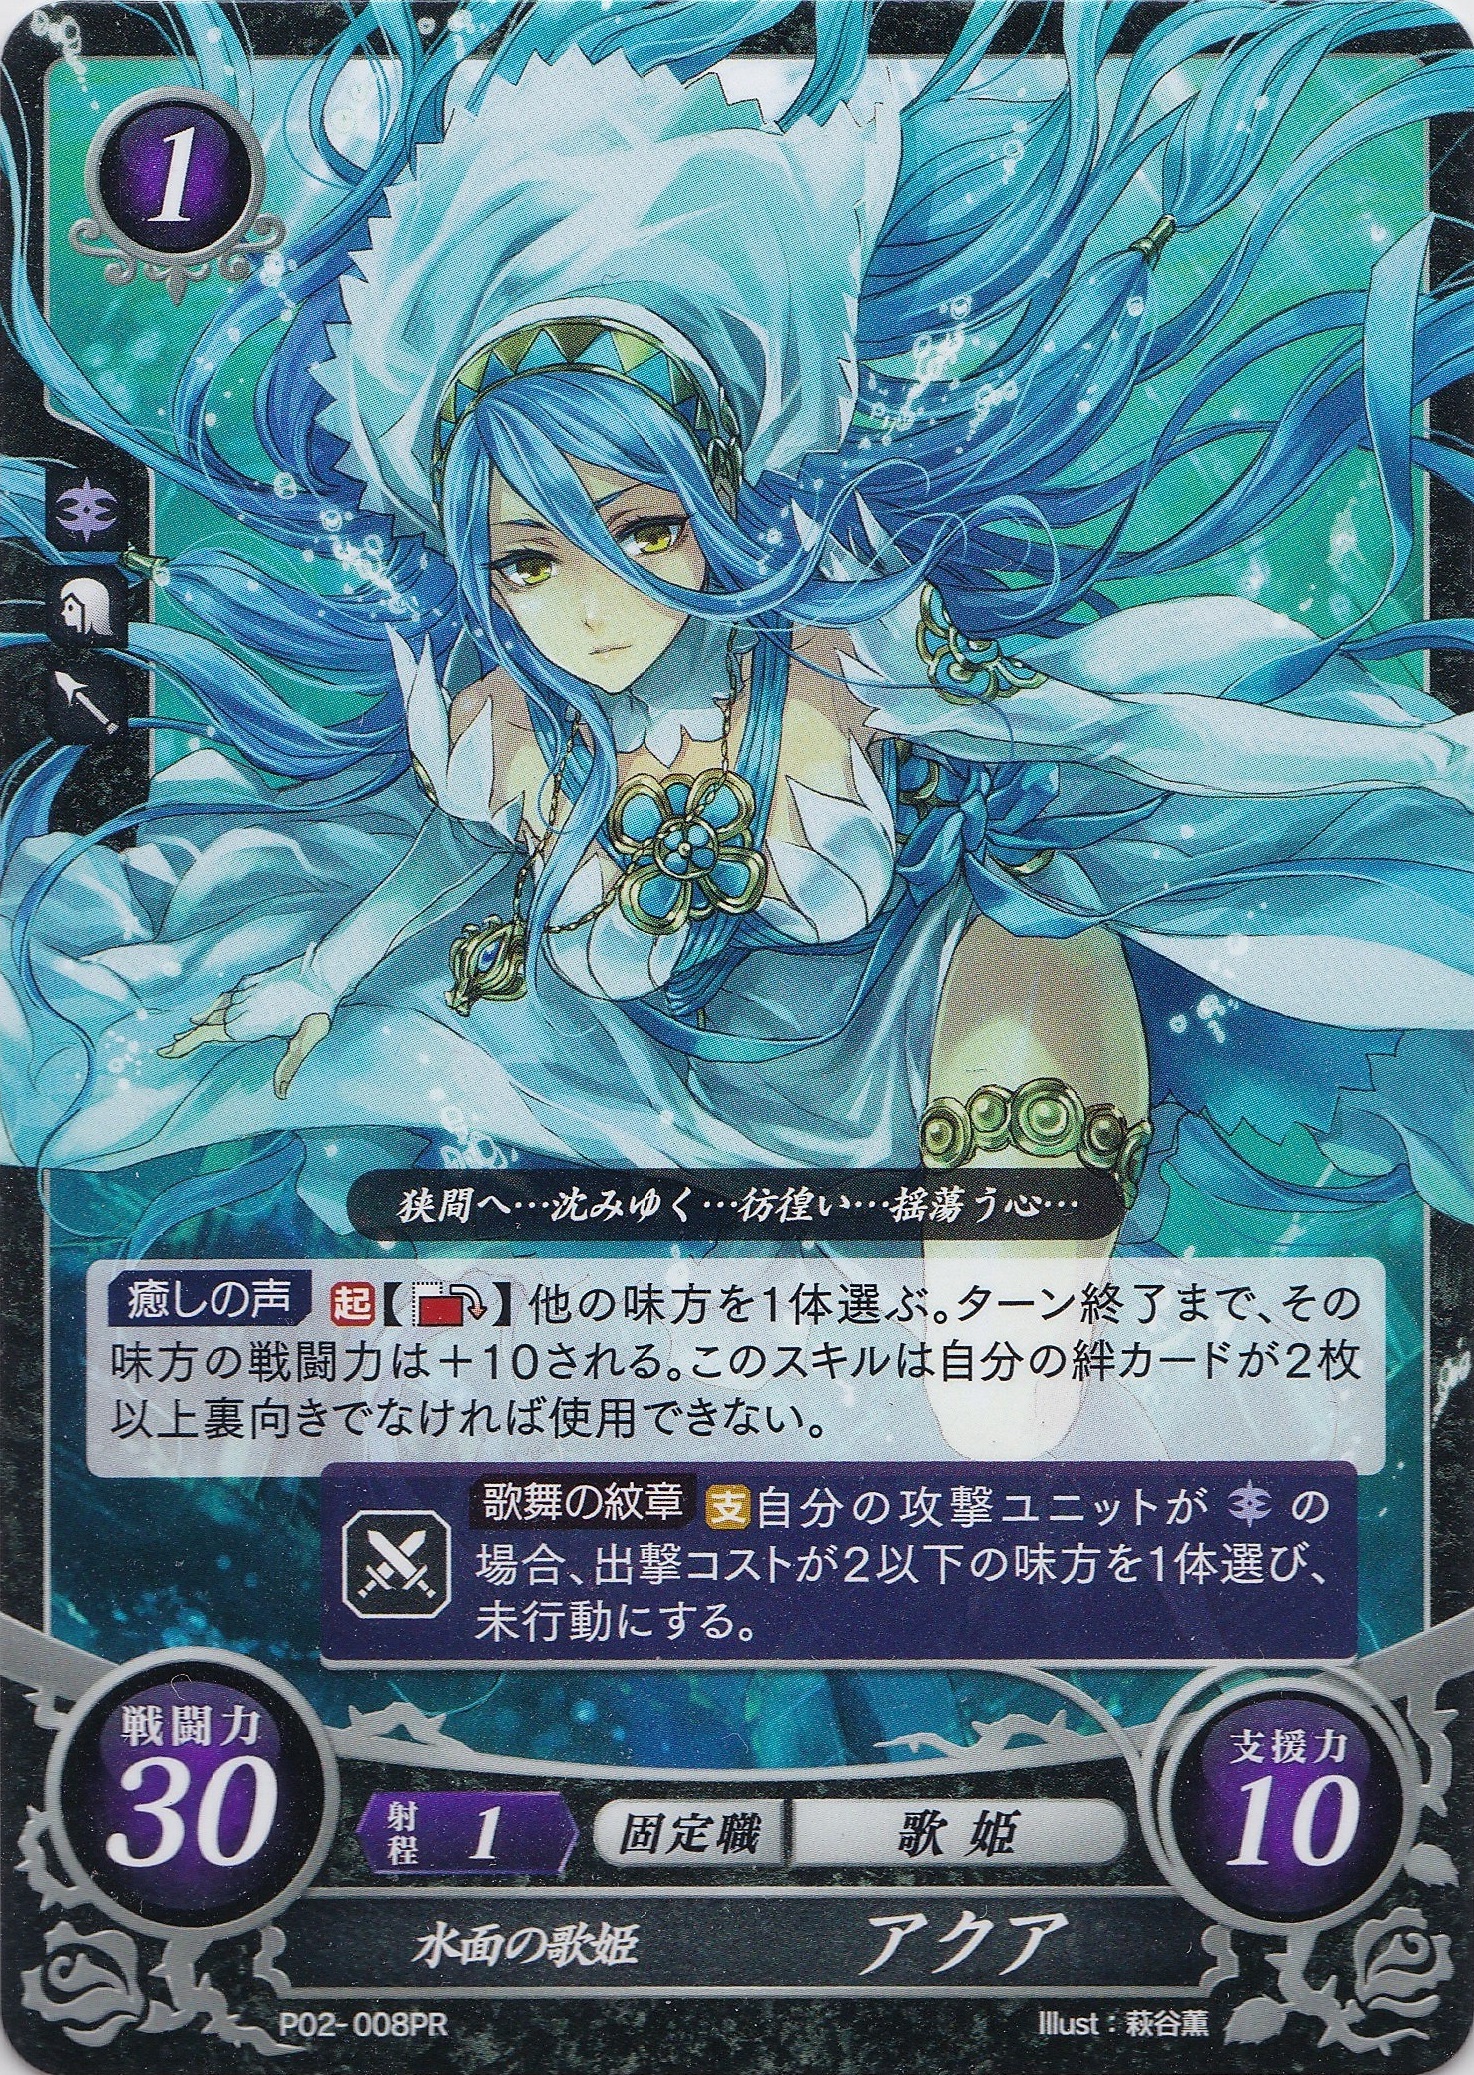 1
狭間へ…沈みゆく…彷徨い…揺蕩う心…
癒しの声 起【 】他の味方を1体選ぶ。ターン終了まで、その
味方の戦闘力は＋10される。このスキルは自分の絆カードが2枚
以上裏向きでなければ使用できない。
歌舞の紋章 支 自分の攻撃ユニットが の
場合、出撃コストが2以下の味方を1体選び、
未行動にする。
戦闘力
30
射程 1
固定職 歌姫
支援力
10
水面の歌姫 アクア
P02-008PR
Illust：萩谷薫